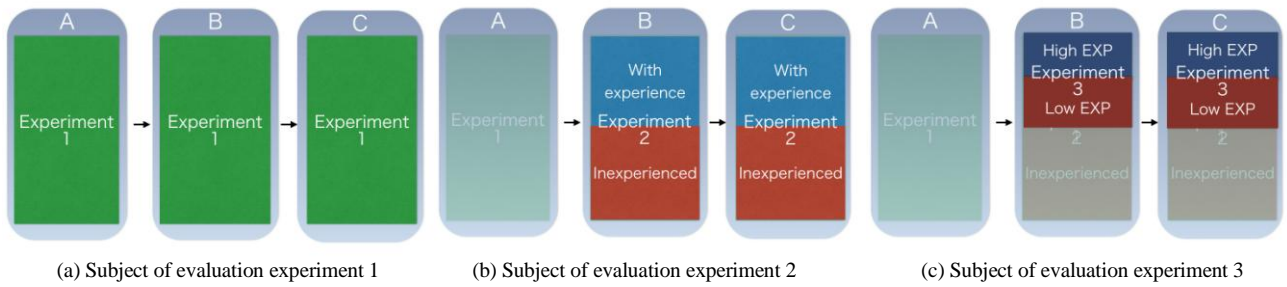 A
Experiment
1
B
Experiment
1
C
Experiment
1
(a) Subject of evaluation experiment 1
A
Experiment
1
B
With
experience
Experiment
2
Inexperienced
C
With
experience
Experiment
2
Inexperienced
(b) Subject of evaluation experiment 2
A
Experiment
1
B
High EXP
Experiment
3
Low EXP
2
Inexperienced
C
High EXP
Experiment
3
Low EXP
2
Inexperienced
(c) Subject of evaluation experiment 3